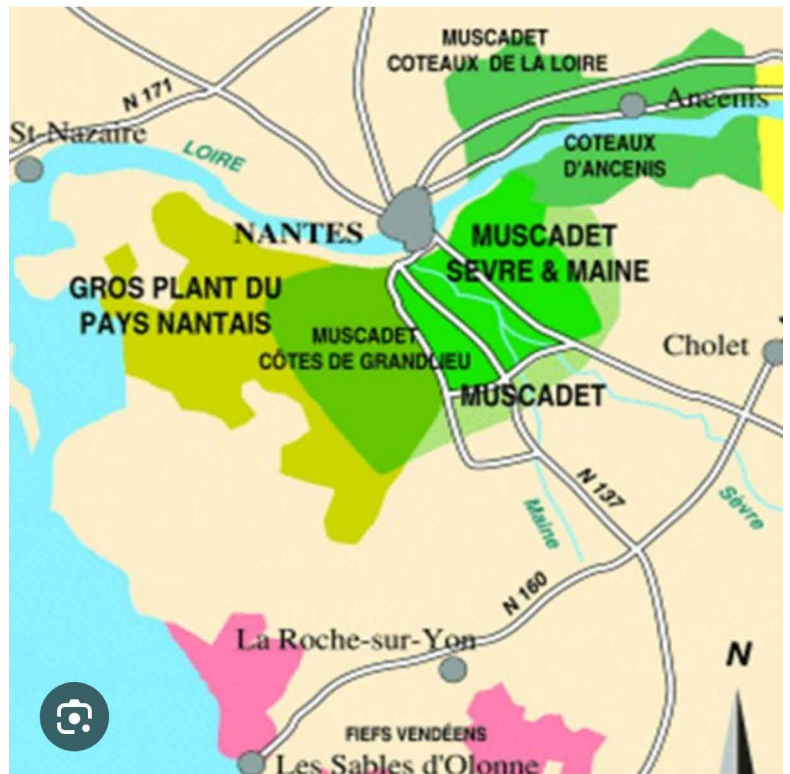 MUSCADET
COTEAUX DE LA LOIRE
N 171
Ancenis
St-Nazaire
LOIRE
COTEAUX
D'ANCENIS
NANTES
MUSCADET
SEVRE & MAINE
GROS PLANT DU
PAYS NANTAIS
MUSCADET
CÔTES DE GRANDLIEU
Cholet
MUSCADET
N 137
Sèvre
Maine
N 160
La Roche-sur-Yon
N
FIEFS VENDÉENS
Les Sables d'Olonne